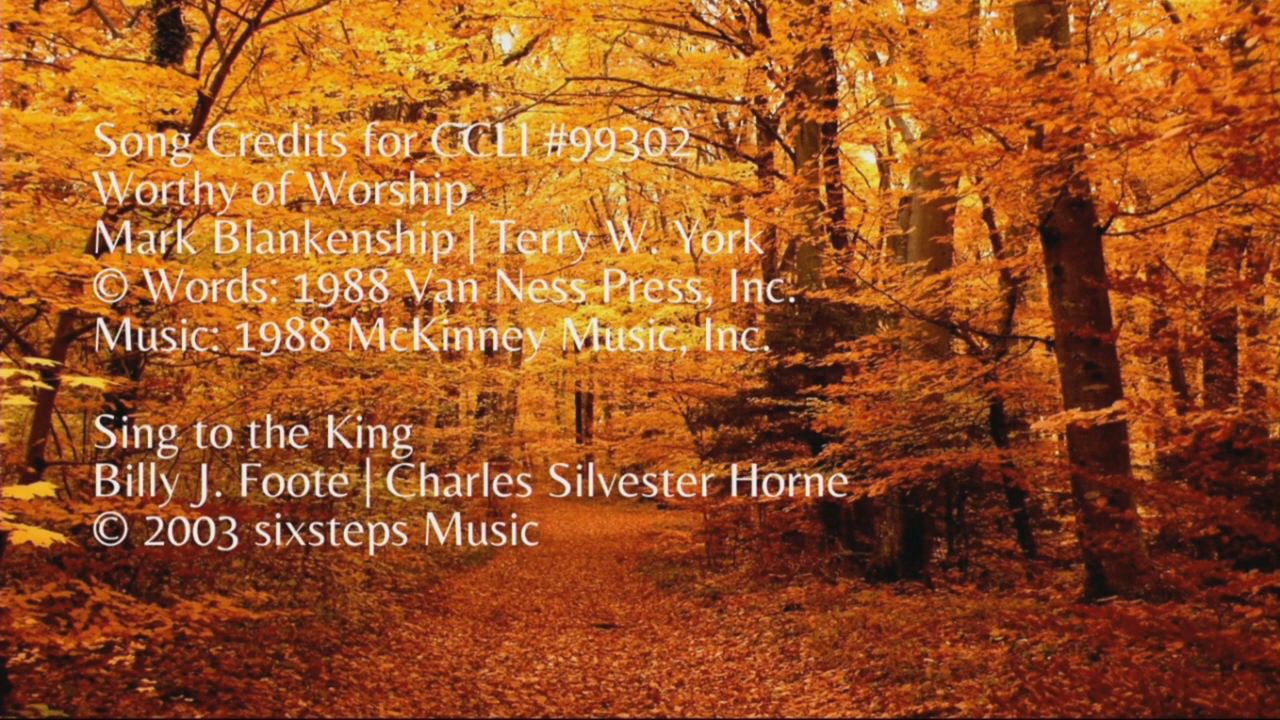 Song Credits for CCLI #99302
Worthy of Worship
Mark Blankenship | Terry W. York
© Words: 1988 Van Ness Press, Inc.
Music: 1988 McKinney Music, Inc.
Sing to the King
Billy J. Foote | Charles Silvester Horne
© 2003 sixsteps Music